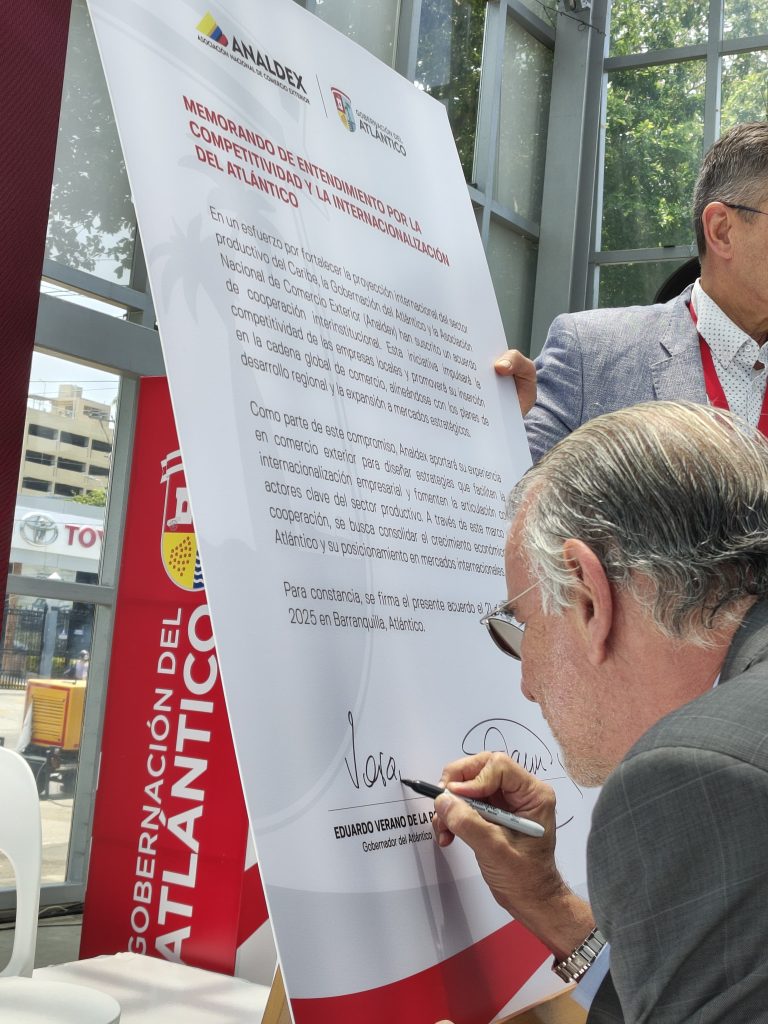 ANALDEX
ASOCIACIÓN NACIONAL DE COMERCIO EXTERIOR
GOBERNACIÓN DEL
ATLÁNTICO
MEMORANDO DE ENTENDIMIENTO POR LA
COMPETITIVIDAD Y LA INTERNACIONALIZACIÓN
DEL ATLÁNTICO
En un esfuerzo por fortalecer la proyección internacional del sector
productivo del Caribe, la Gobernación del Atlántico y la Asociación
Nacional de Comercio Exterior (Analdex) han suscrito un acuerdo
de cooperación interinstitucional. Esta iniciativa impulsará la
competitividad de las empresas locales y promoverá su inserción
en la cadena global de comercio, alineándose con los planes de
desarrollo regional y la expansión a mercados estratégicos.
Como parte de este compromiso, Analdex aportará su experiencia
en comercio exterior para diseñar estrategias que faciliten la
internacionalización empresarial y fomenten la articulación
actores clave del sector productivo. A través de este marco
cooperación, se busca consolidar el crecimiento económico
Atlántico y su posicionamiento en mercados internacionales.
Para constancia, se firma el presente acuerdo el
2025 en Barranquilla, Atlántico.
EDUARDO VERANO DE LA
Gobernador del Atlántico
GOBERNACIÓN DEL
ATLÁNTICO
TOYO